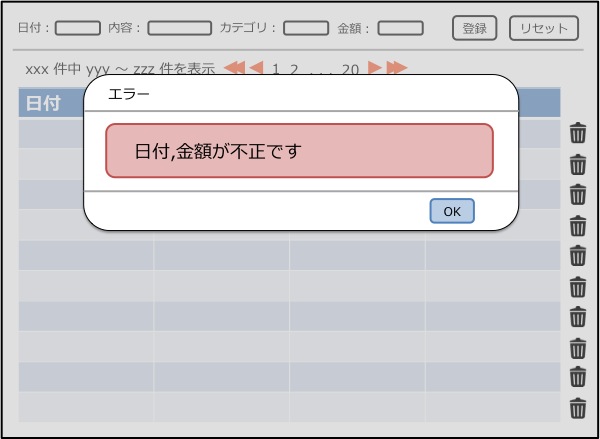 日付： 内容： カテゴリ： 金額： 登録 リセット
xxx 件中 yyy ～ zzz 件を表示 1 2 . . . 20
エラー
日付
日付,金額が不正です
OK